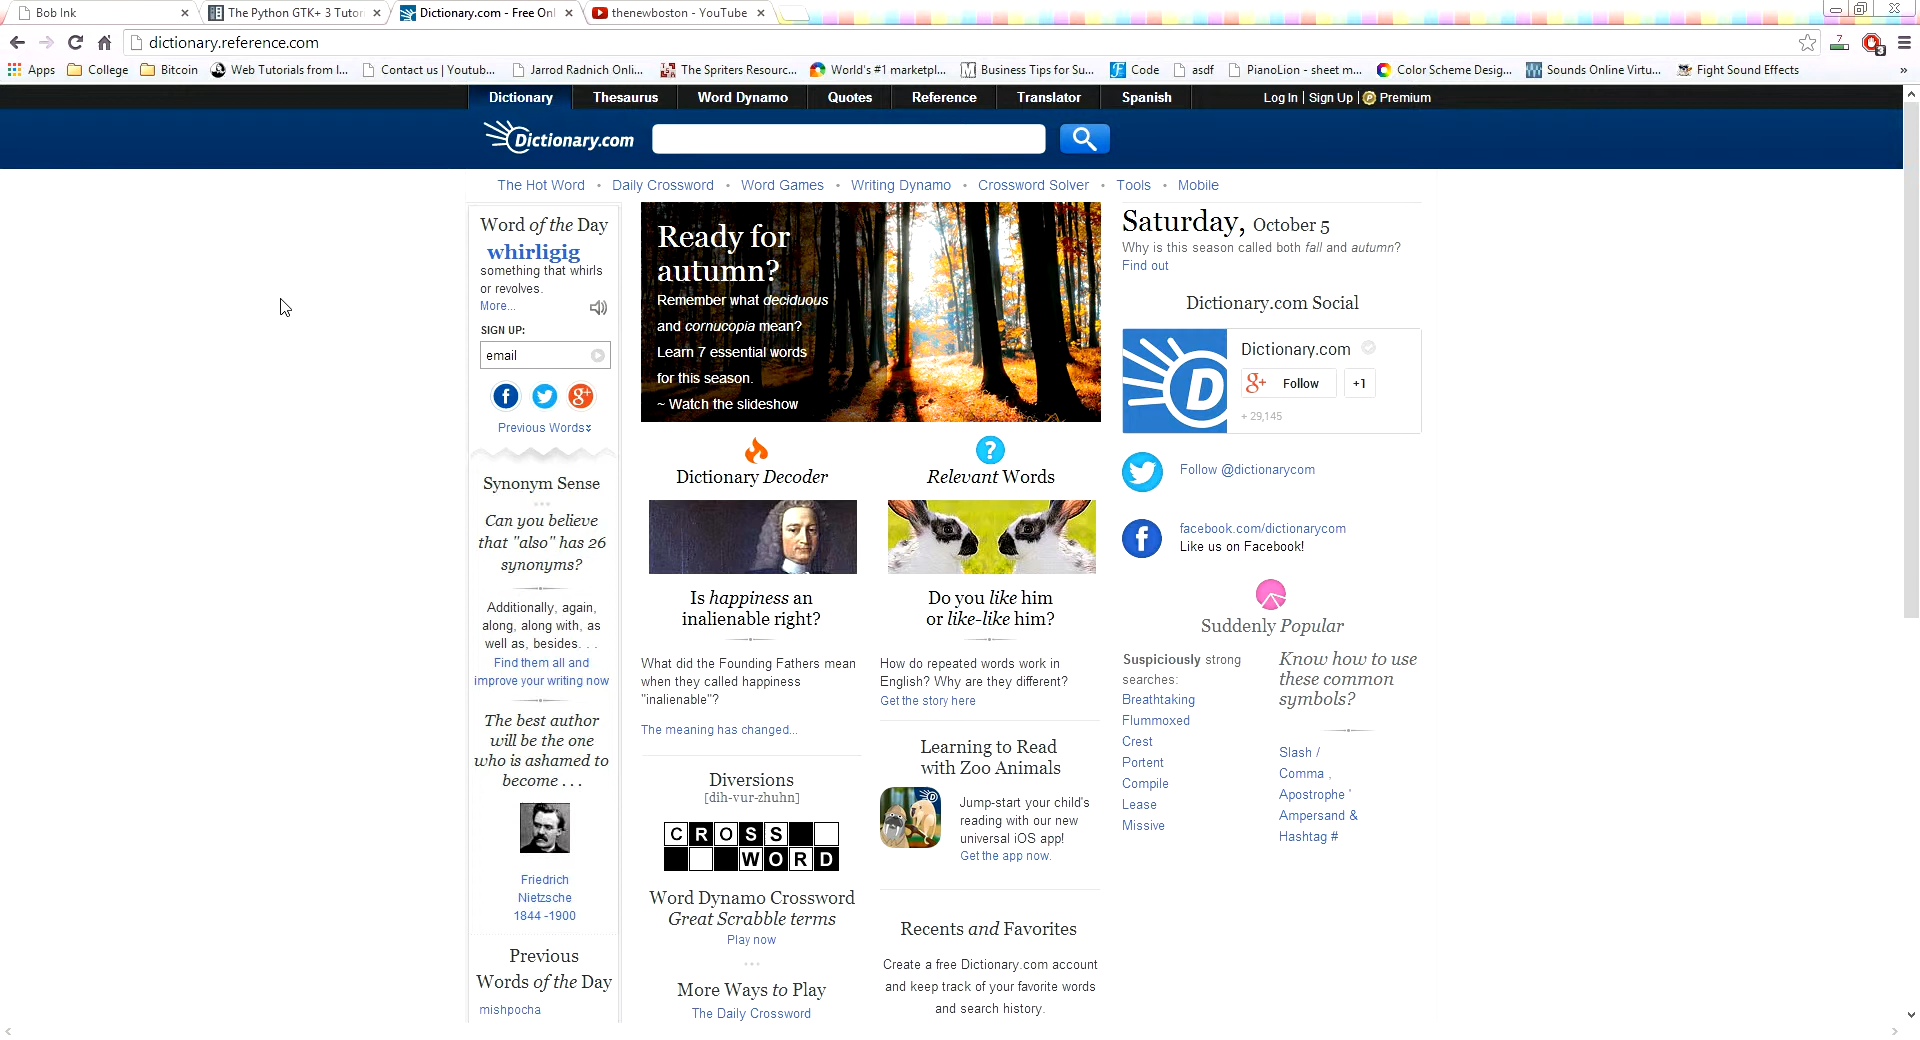 Bob Ink
The Python GTK+ 3 Tutor
Dictionary.com - Free Onl
thenewboston - YouTube
dictionary.reference.com
7
3
Apps
College
Bitcoin
Web Tutorials from I...
Contact us | Youtub...
Jarrod Radnich Onli...
The Spriters Resourc...
World's #1 marketpl...
Business Tips for Su...
Code
asdf
PianoLion - sheet m...
Color Scheme Desig...
Sounds Online Virtu...
Fight Sound Effects
»
Dictionary
Thesaurus
Word Dynamo
Quotes
Reference
Translator
Spanish
Log In | Sign Up | Premium
Dictionary.com
The Hot Word • Daily Crossword • Word Games • Writing Dynamo • Crossword Solver • Tools • Mobile
Word of the Day
whirligig
something that whirls
or revolves.
More...
SIGN UP:
email
Previous Words
Synonym Sense
Can you believe
that "also" has 26
synonyms?
Additionally, again,
along, along with, as
well as, besides. . .
Find them all and
improve your writing now
The best author
will be the one
who is ashamed to
become . . .
Friedrich
Nietzsche
1844 -1900
Previous
Words of the Day
mishpocha
Ready for
autumn?
Remember what deciduous
and cornucopia mean?
Learn 7 essential words
for this season.
~ Watch the slideshow
Dictionary Decoder
Is happiness an
inalienable right?
What did the Founding Fathers mean
when they called happiness
"inalienable"?
The meaning has changed...
Diversions
[dih-vur-zhuhn]
CROSS
WORD
Word Dynamo Crossword
Great Scrabble terms
Play now
More Ways to Play
The Daily Crossword
?
Relevant Words
Do you like him
or like-like him?
How do repeated words work in
English? Why are they different?
Get the story here
Learning to Read
with Zoo Animals
Jump-start your child's
reading with our new
universal iOS app!
Get the app now.
Recents and Favorites
Create a free Dictionary.com account
and keep track of your favorite words
and search history.
Saturday, October 5
Why is this season called both fall and autumn?
Find out
Dictionary.com Social
D
Dictionary.com
g+ Follow
+1
+ 29,145
Follow @dictionarycom
facebook.com/dictionarycom
Like us on Facebook!
Suddenly Popular
Suspiciously strong
searches:
Breathtaking
Flummoxed
Crest
Portent
Compile
Lease
Missive
Know how to use
these common
symbols?
Slash /
Comma ,
Apostrophe '
Ampersand &
Hashtag #